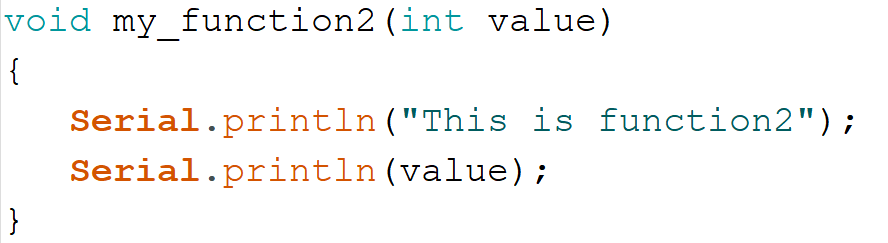 void my_function2(int value)
{
   Serial.println("This is function2");
   Serial.println(value);
}